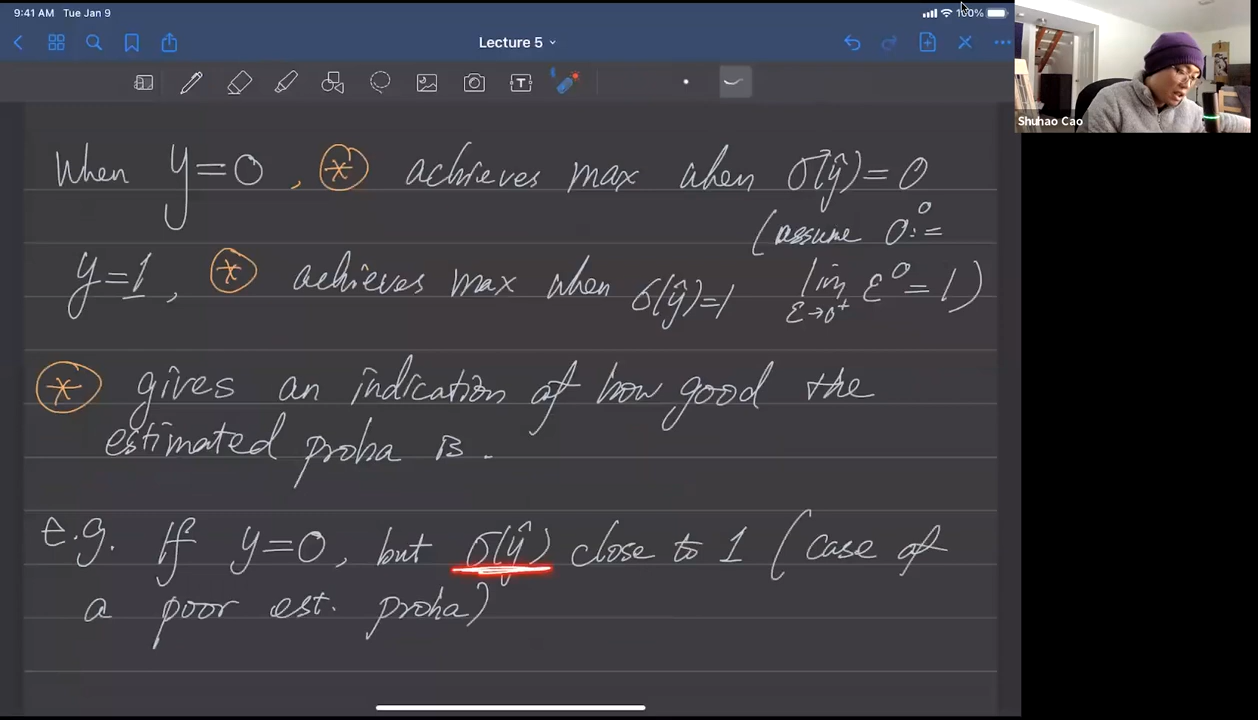 9:41 AM Tue Jan 9
100%
Lecture 5
Shuhao Cao
When y=0, ⊛ achieves max when σ(ŷ)=0
(assume 0⁰:=
y=1, ⊛ achieves max when σ(ŷ)=1 lim ε⁰ = 1)
ε→0⁺
⊛ gives an indication of how good the
estimated proba is.
e.g. If y=0, but σ(ŷ) close to 1 (case of
a poor est. proba)